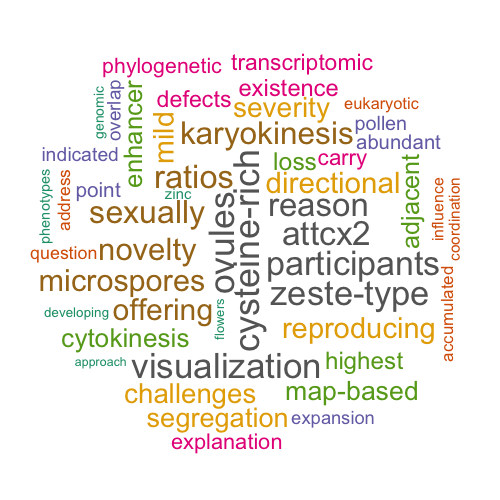 phylogenetic transcriptomic
defects existence
genomic overlap enhancer mild severity eukaryotic
karyokinesis pollen
indicated loss carry abundant
phenotypes address point zinc ratios directional adjacent influence coordination
sexually ovules cysteine-rich reason
attcx2
question novelty participants
microspores zeste-type accumulated
developing offering flowers reproducing
cytokinesis
approach visualization highest
challenges map-based
segregation expansion
explanation